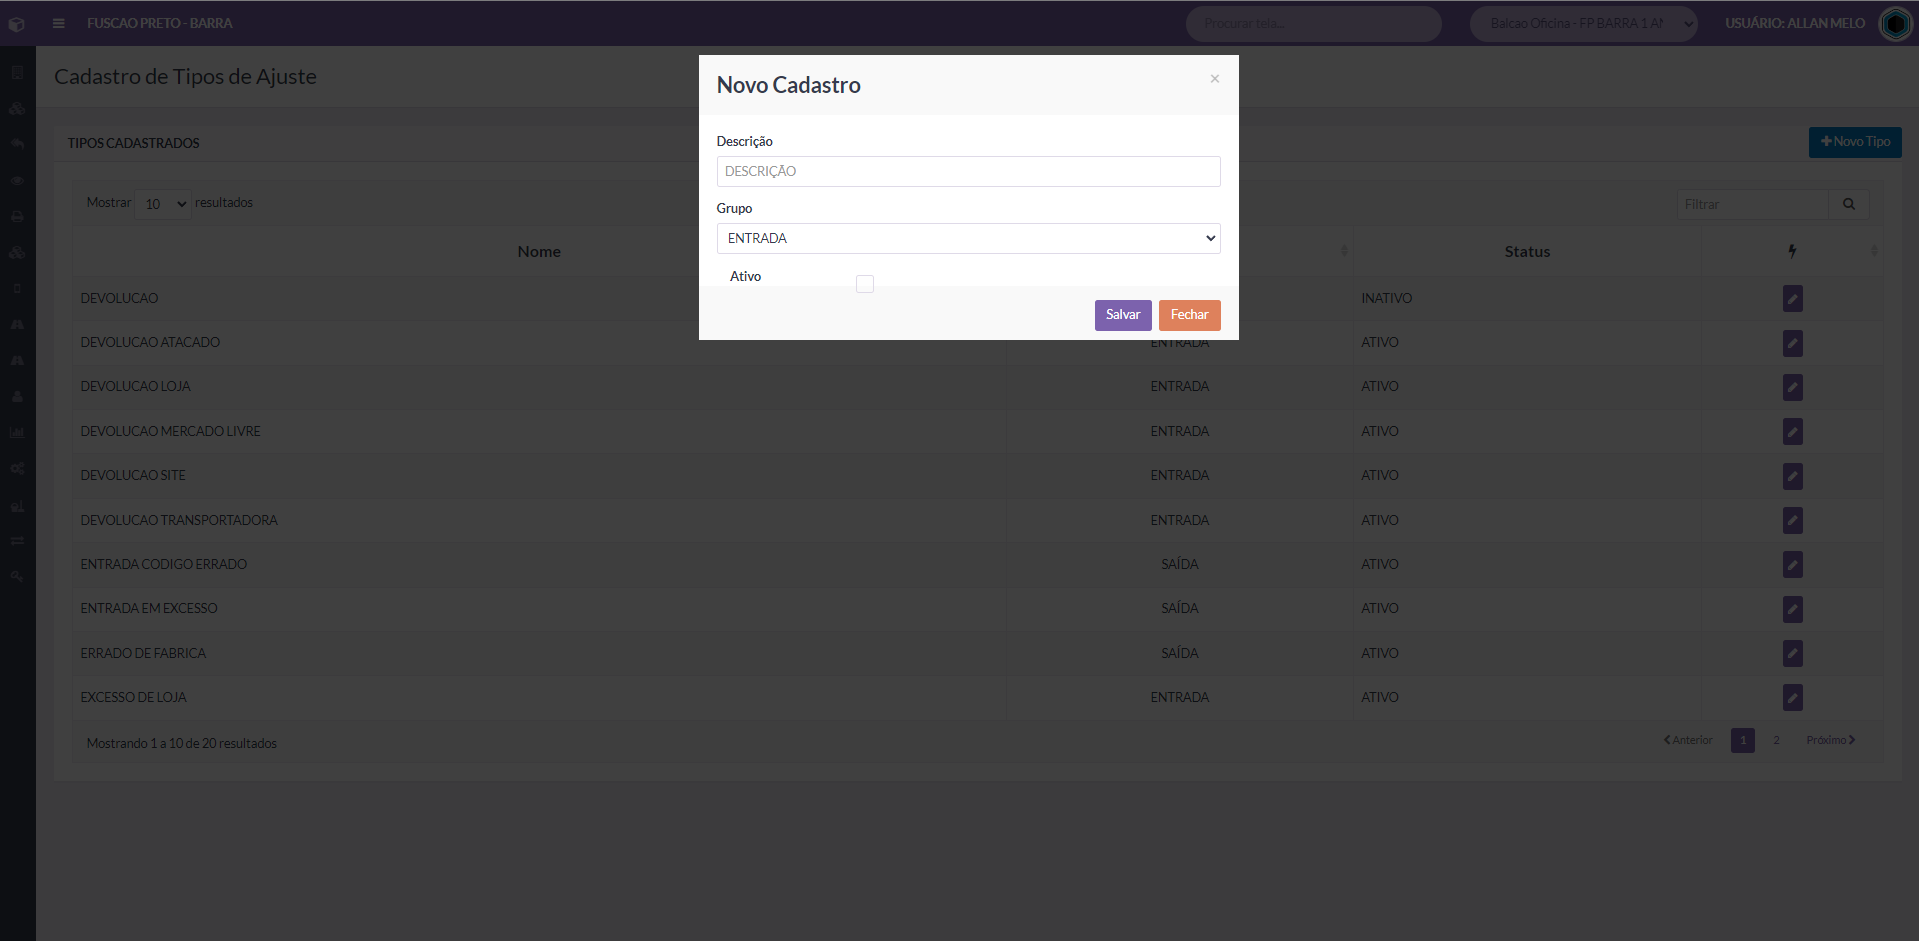 FUSCAO PRETO - BARRA
Procurar tela...
Balcao Oficina - FP BARRA 1 A
USUÁRIO: ALLAN MELO
Cadastro de Tipos de Ajuste
Novo Cadastro
×
Descrição
DESCRIÇÃO
Grupo
ENTRADA
Ativo
Salvar Fechar
TIPOS CADASTRADOS
Novo Tipo
Mostrar 10 resultados
Filtrar
Nome Status
DEVOLUCAO INATIVO
DEVOLUCAO ATACADO ENTRADA ATIVO
DEVOLUCAO LOJA ENTRADA ATIVO
DEVOLUCAO MERCADO LIVRE ENTRADA ATIVO
DEVOLUCAO SITE ENTRADA ATIVO
DEVOLUCAO TRANSPORTADORA ENTRADA ATIVO
ENTRADA CODIGO ERRADO SAÍDA ATIVO
ENTRADA EM EXCESSO SAÍDA ATIVO
ERRADO DE FABRICA SAÍDA ATIVO
EXCESSO DE LOJA ENTRADA ATIVO
Mostrando 1 a 10 de 20 resultados
Anterior 1 2 Próximo